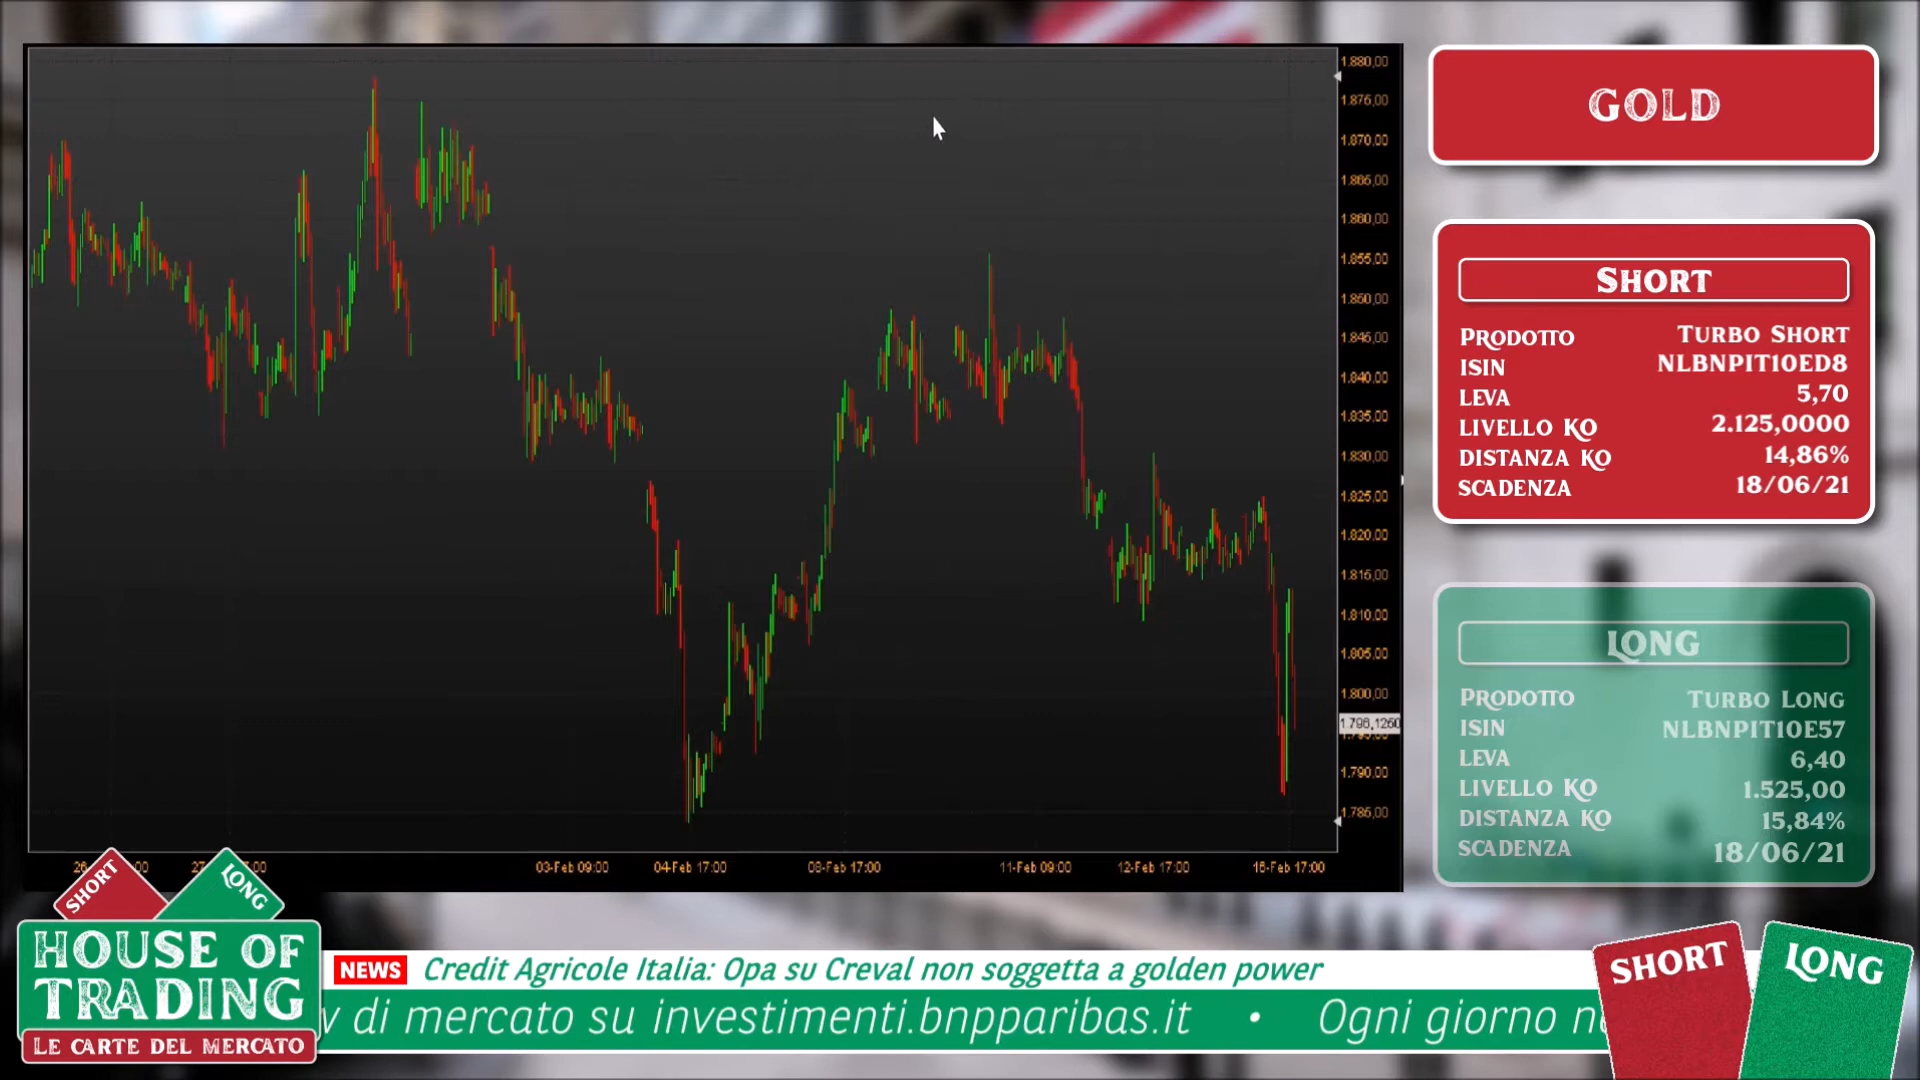 1.880,00
1.875,00
1.870,00
1.865,00
1.860,00
1.855,00
1.850,00
1.845,00
1.840,00
1.835,00
1.830,00
1.825,00
1.820,00
1.815,00
1.810,00
1.805,00
1.800,00
1.796,1250
1.790,00
1.785,00
03-Feb 09:00 04-Feb 17:00 11-Feb 09:00 12-Feb 17:00 16-Feb 17:00
GOLD
SHORT
PRODOTTO TURBO SHORT
ISIN NLBNPIT10ED8
LEVA 5,70
LIVELLO KO 2.125,0000
DISTANZA KO 14,86%
SCADENZA 18/06/21
LONG
PRODOTTO TURBO LONG
ISIN NLBNPIT10E57
LEVA 6,40
LIVELLO KO 1.525,00
DISTANZA KO 15,84%
SCADENZA 18/06/21
SHORT LONG
HOUSE OF
TRADING
LE CARTE DEL MERCATO
NEWS Credit Agricole Italia: Opa su Creval non soggetta a golden power
di mercato su investimenti.bnpparibas.it • Ogni giorno
SHORT LONG